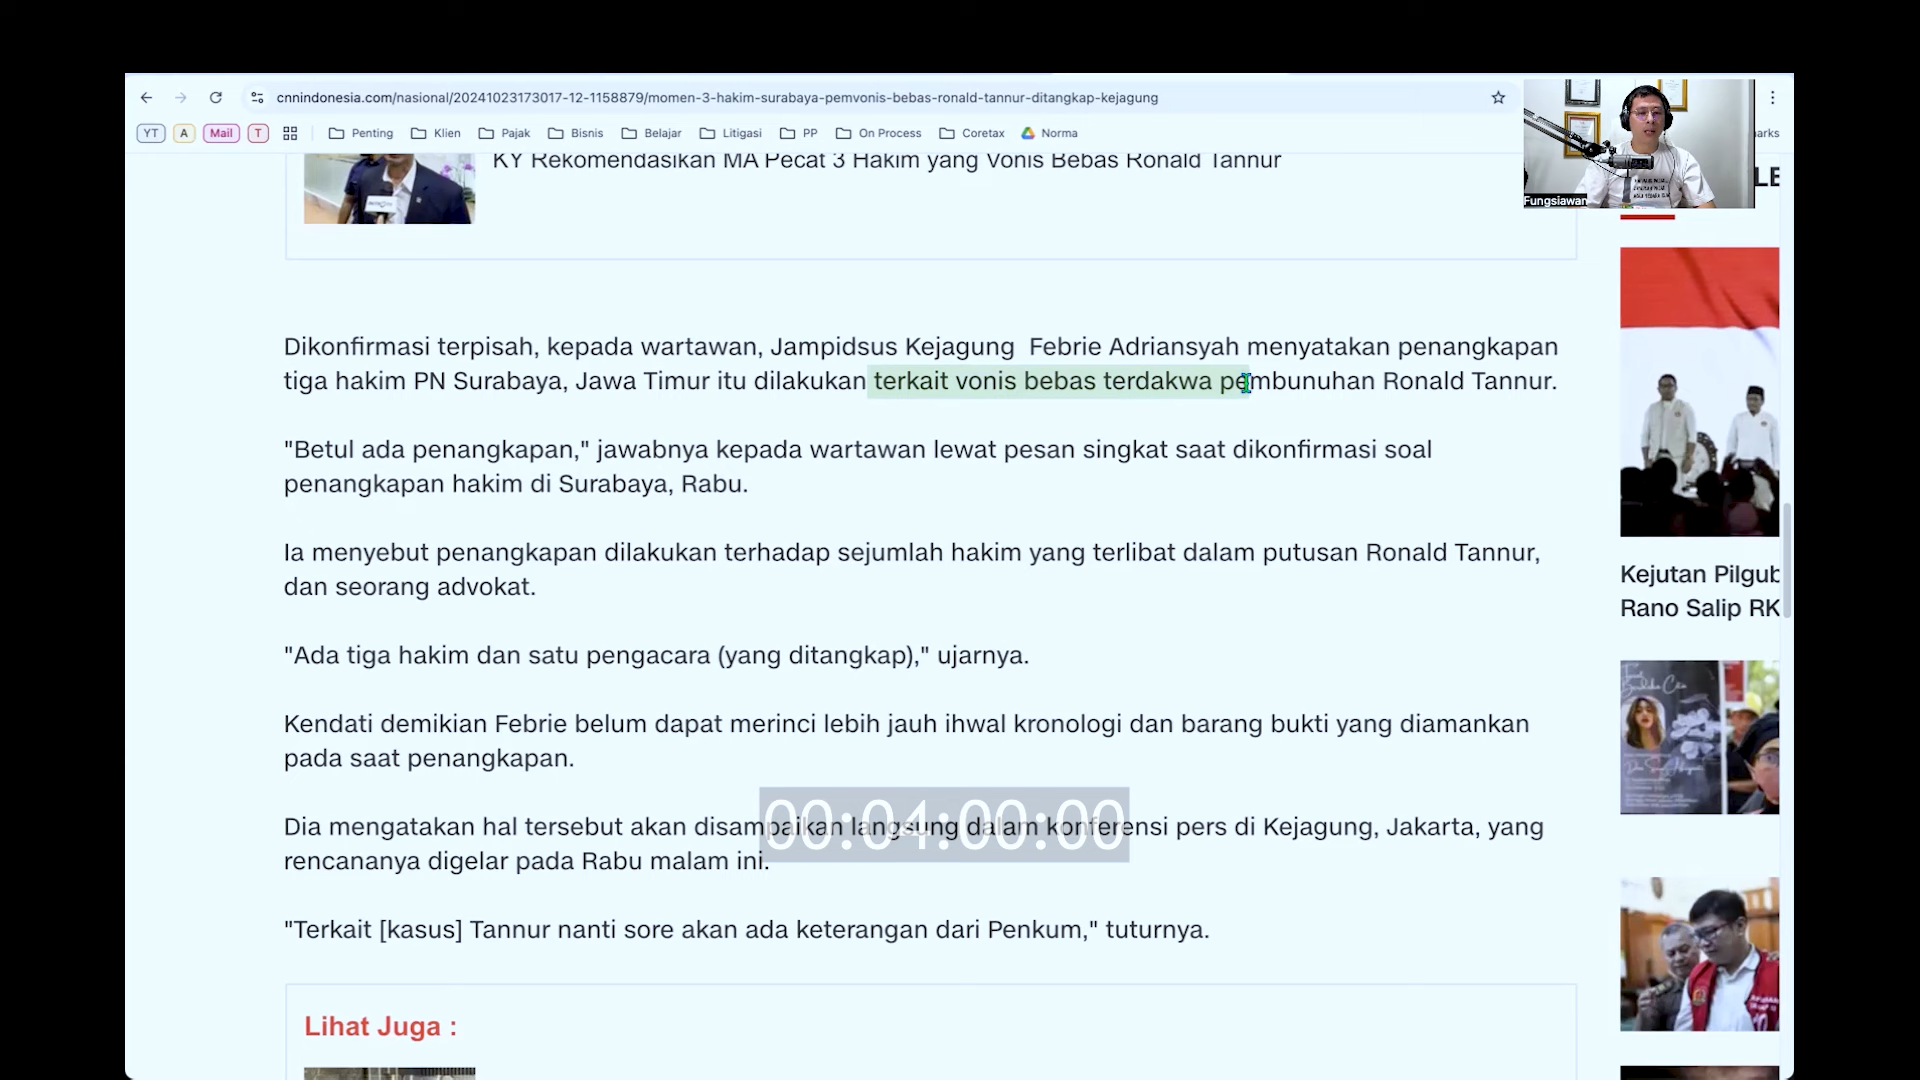 cnnindonesia.com/nasional/20241023173017-12-1158879/momen-3-hakim-surabaya-pemvonis-bebas-ronald-tannur-ditangkap-kejagung
YT A Mail T Penting Klien Pajak Bisnis Belajar Litigasi PP On Process Coretax Norma arks
KY Rekomendasikan MA Pecat 3 Hakim yang Vonis Bebas Ronald Tannur
Fungsiawan
LE
Dikonfirmasi terpisah, kepada wartawan, Jampidsus Kejagung Febrie Adriansyah menyatakan penangkapan
tiga hakim PN Surabaya, Jawa Timur itu dilakukan terkait vonis bebas terdakwa pembunuhan Ronald Tannur.
"Betul ada penangkapan," jawabnya kepada wartawan lewat pesan singkat saat dikonfirmasi soal
penangkapan hakim di Surabaya, Rabu.
Ia menyebut penangkapan dilakukan terhadap sejumlah hakim yang terlibat dalam putusan Ronald Tannur,
dan seorang advokat.
"Ada tiga hakim dan satu pengacara (yang ditangkap)," ujarnya.
Kendati demikian Febrie belum dapat merinci lebih jauh ihwal kronologi dan barang bukti yang diamankan
pada saat penangkapan.
Dia mengatakan hal tersebut akan disampaikan langsung dalam konferensi pers di Kejagung, Jakarta, yang
rencananya digelar pada Rabu malam ini.
00:04:00:00
"Terkait [kasus] Tannur nanti sore akan ada keterangan dari Penkum," tuturnya.
Lihat Juga :
Kejutan Pilgub
Rano Salip RK